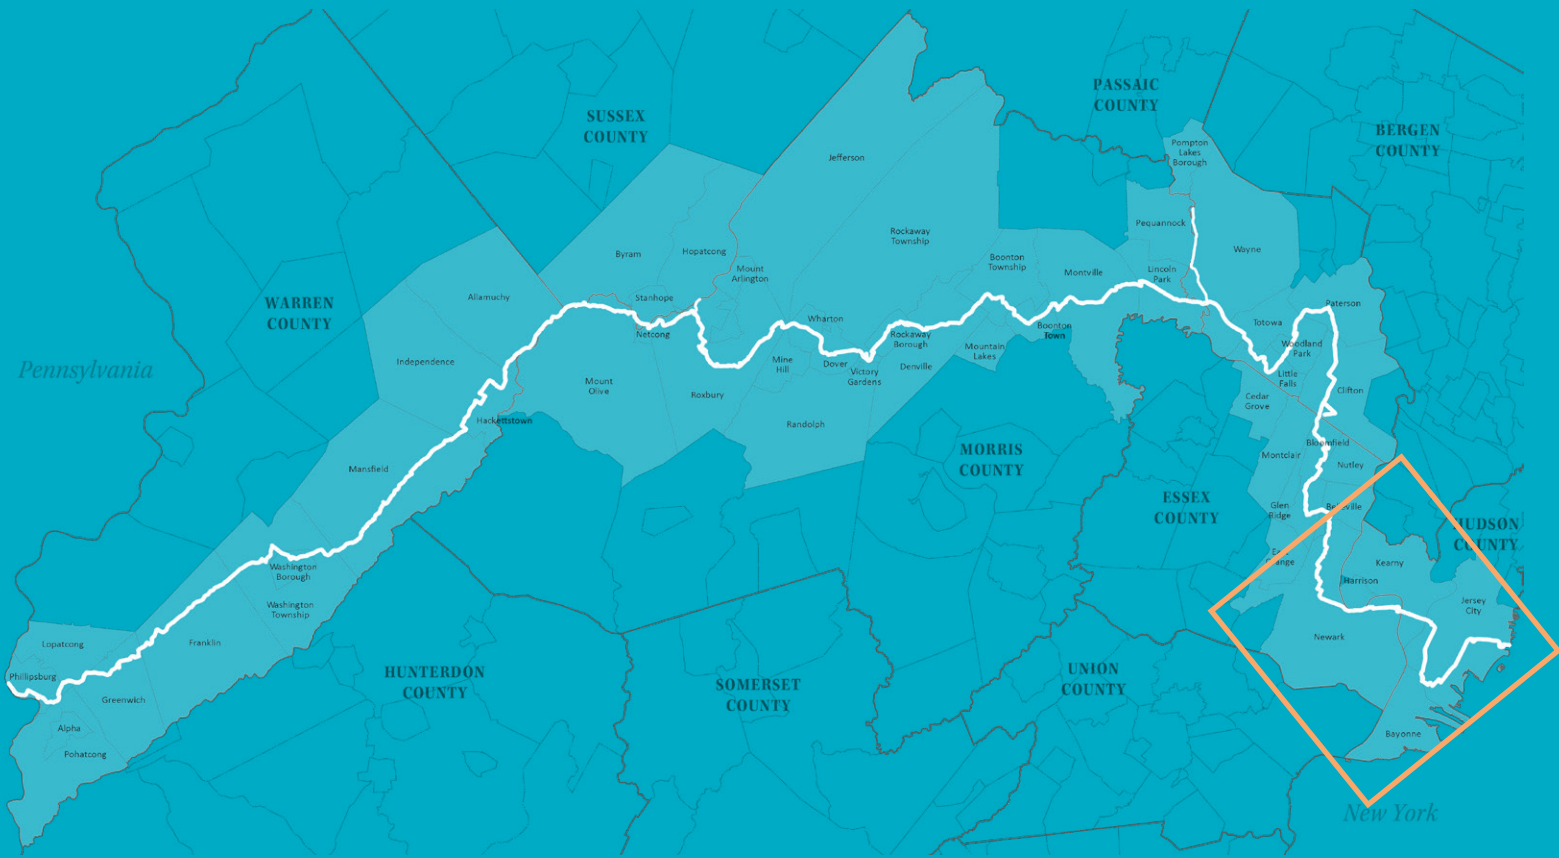 PASSAIC
COUNTY
SUSSEX
COUNTY
BERGEN
COUNTY
Pompton
Lakes
Borough
Jefferson
Pequannock
Rockaway
Township
Wayne
Byram
Hopatcong
Mount
Arlington
Boonton
Township
Montville
Lincoln
Park
Allamuchy
Stanhope
WARREN
COUNTY
Paterson
Wharton
Netcong
Totowa
Boonton
Town
Rockaway
Borough
Woodland
Park
Pennsylvania
Independence
Mine
Hill
Dover
Victory
Gardens
Denville
Mountain
Lakes
Little
Falls
Mount
Olive
Roxbury
Cedar
Grove
Clifton
Hackettstown
Randolph
MORRIS
COUNTY
Bloomfield
Montclair
Nutley
Mansfield
ESSEX
COUNTY
Glen
Ridge
Belleville
HUDSON
COUNTY
Washington
Borough
Kearny
Harrison
Washington
Township
Jersey
City
Lopatcong
Franklin
Newark
Phillipsburg
HUNTERDON
COUNTY
SOMERSET
COUNTY
UNION
COUNTY
Greenwich
Alpha
Pohatcong
Bayonne
New York